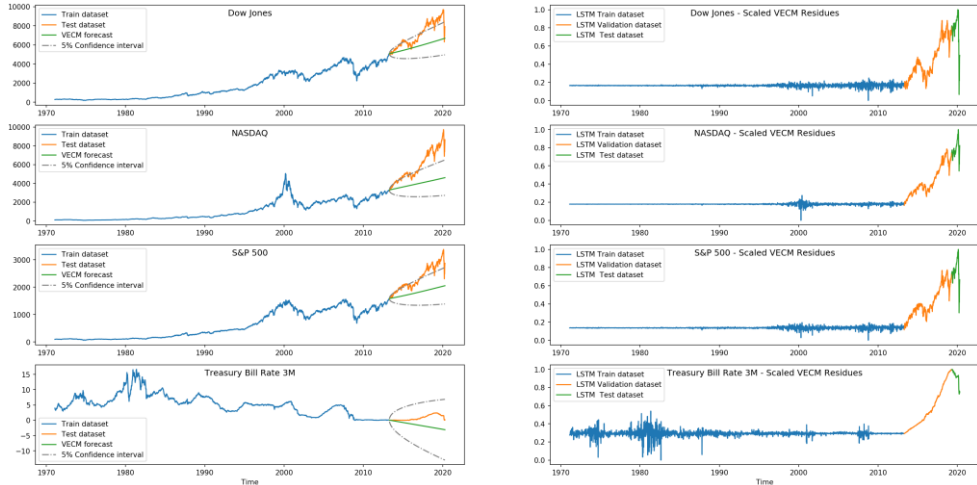 Dow Jones
Train dataset
Test dataset
VECM forecast
5% Confidence interval
10000
8000
6000
4000
2000
0
1970
1980
1990
2000
2010
2020
NASDAQ
Train dataset
Test dataset
VECM forecast
5% Confidence interval
10000
8000
6000
4000
2000
0
1970
1980
1990
2000
2010
2020
S&P 500
Train dataset
Test dataset
VECM forecast
5% Confidence interval
3000
2000
1000
0
1970
1980
1990
2000
2010
2020
Treasury Bill Rate 3M
Train dataset
Test dataset
VECM forecast
5% Confidence interval
15
10
5
0
−5
−10
1970
1980
1990
2000
2010
2020
Time
Dow Jones - Scaled VECM Residues
LSTM Train dataset
LSTM Validation dataset
LSTM Test dataset
1.0
0.8
0.6
0.4
0.2
0.0
1970
1980
1990
2000
2010
2020
NASDAQ - Scaled VECM Residues
LSTM Train dataset
LSTM Validation dataset
LSTM Test dataset
1.0
0.8
0.6
0.4
0.2
0.0
1970
1980
1990
2000
2010
2020
S&P 500 - Scaled VECM Residues
LSTM Train dataset
LSTM Validation dataset
LSTM Test dataset
1.0
0.8
0.6
0.4
0.2
0.0
1970
1980
1990
2000
2010
2020
Treasury Bill Rate 3M - Scaled VECM Residues
LSTM Train dataset
LSTM Validation dataset
LSTM Test dataset
1.0
0.8
0.6
0.4
0.2
0.0
1970
1980
1990
2000
2010
2020
Time